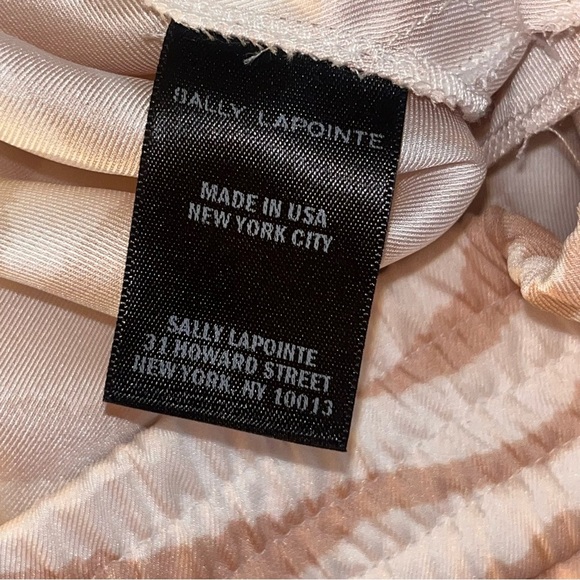 SALLY LAPOINTE
MADE IN USA
NEW YORK CITY
SALLY LAPOINTE
31 HOWARD STREET
NEW YORK, NY 10013